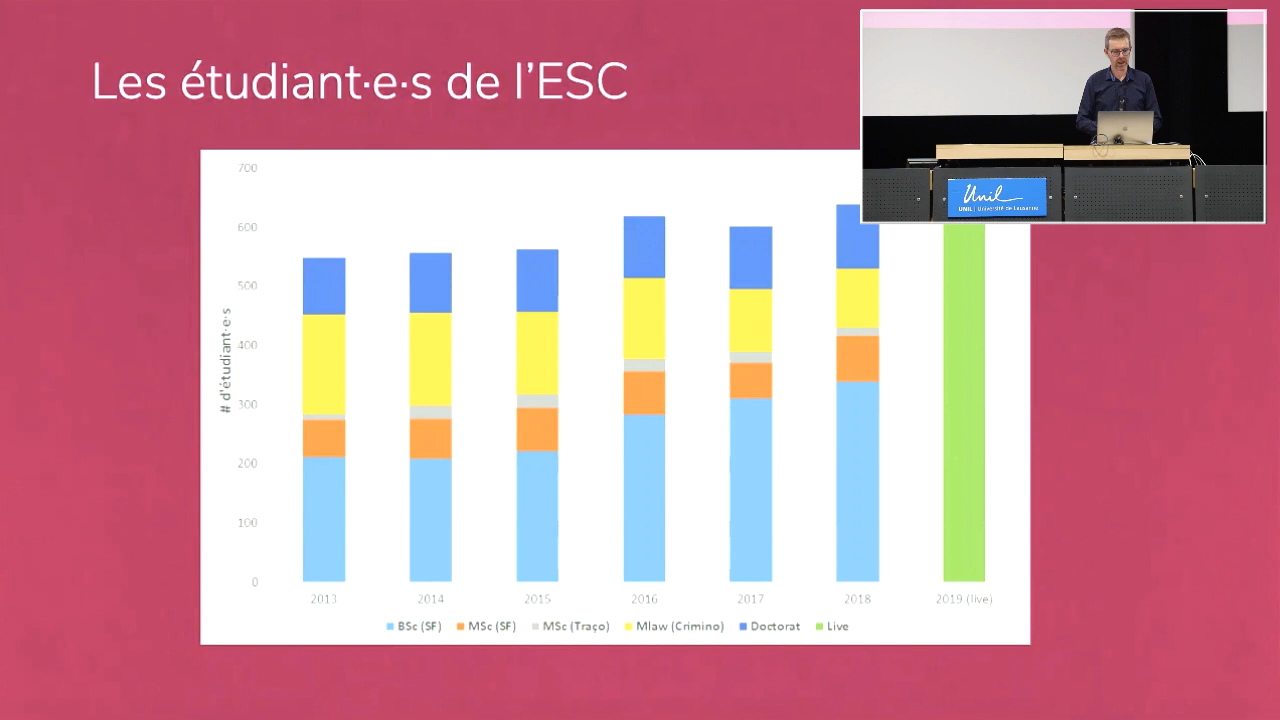 Les étudiant·e·s de l'ESC
Unil
UNIL | Université de Lausanne
700
600
500
400
300
200
100
0
# d'étudiant·e·s
2013 2014 2015 2016 2017 2018 2019 (live)
BSc (SF) MSc (SF) MSc (Traço) Mlaw (Crimino) Doctorat Live